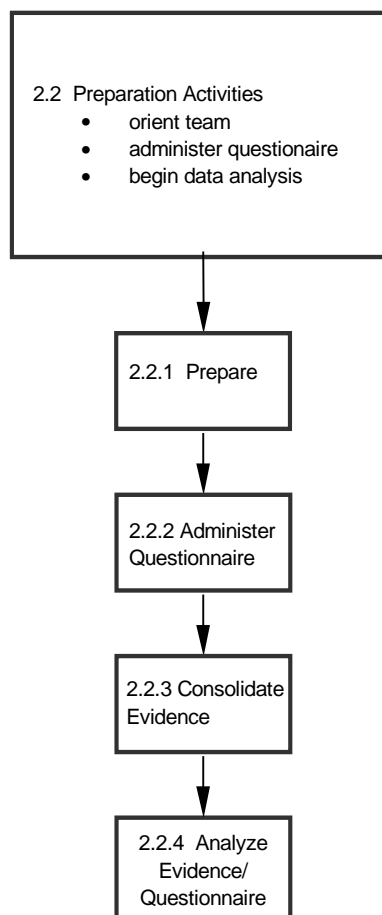 2.2 Preparation Activities
• orient team
• administer questionaire
• begin data analysis
2.2.1 Prepare
2.2.2 Administer
Questionnaire
2.2.3 Consolidate
Evidence
2.2.4 Analyze
Evidence/
Questionnaire